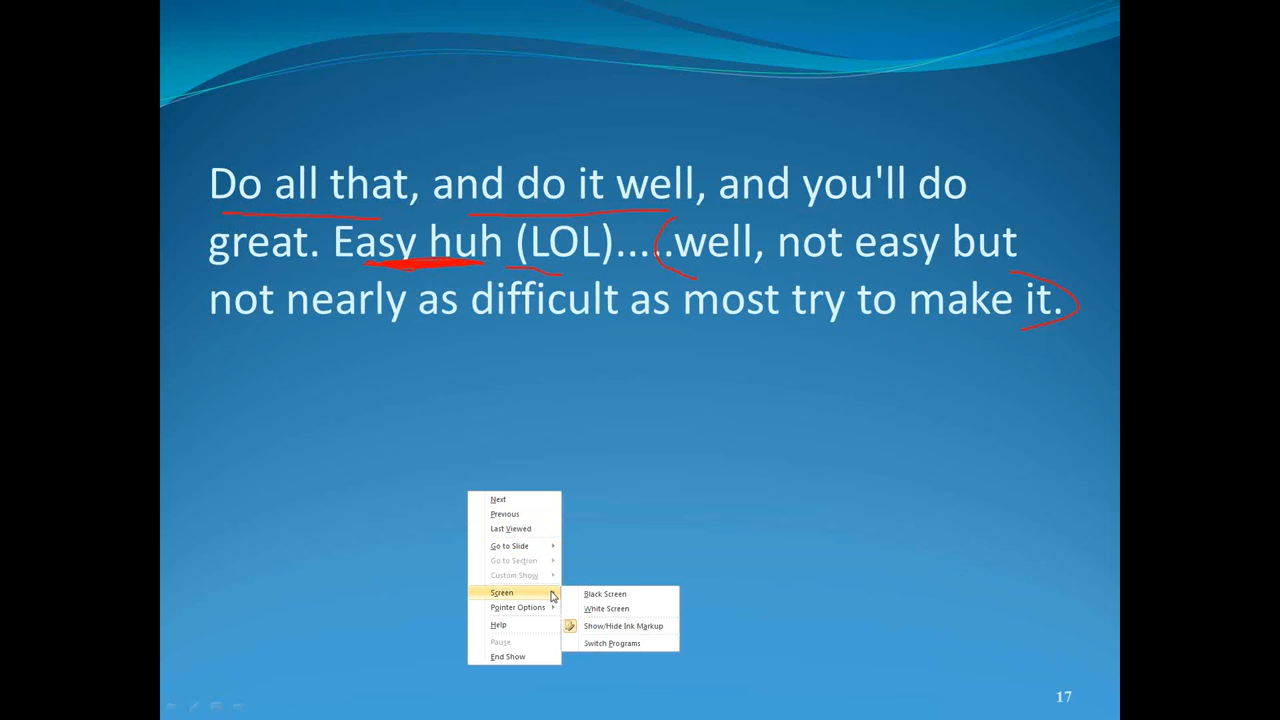 Do all that, and do it well, and you'll do
great. Easy huh (LOL).....well, not easy but
not nearly as difficult as most try to make it.
Next
Previous
Last Viewed
Go to Slide
Go to Section
Custom Show
Screen
Pointer Options
Help
Pause
End Show
Black Screen
White Screen
Show/Hide Ink Markup
Switch Programs
17